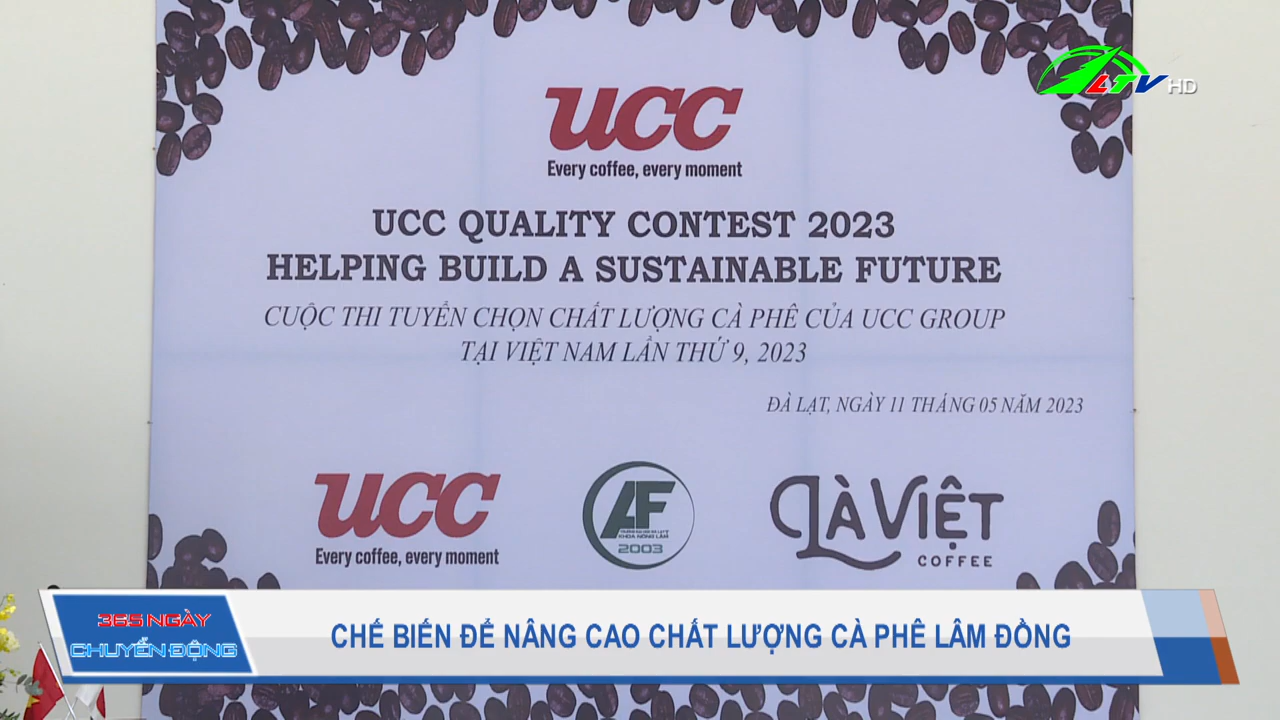 LTV HD
ucc
Every coffee, every moment
UCC QUALITY CONTEST 2023
HELPING BUILD A SUSTAINABLE FUTURE
CUỘC THI TUYỂN CHỌN CHẤT LƯỢNG CÀ PHÊ CỦA UCC GROUP
TẠI VIỆT NAM LẦN THỨ 9, 2023
ĐÀ LẠT, NGÀY 11 THÁNG 05 NĂM 2023
ucc
Every coffee, every moment
AF
KHOA NÔNG LÂM
2003
LÀ VIỆT
COFFEE
365 NGÀY
CHUYỂN ĐỘNG
CHẾ BIẾN ĐỂ NÂNG CAO CHẤT LƯỢNG CÀ PHÊ LÂM ĐỒNG